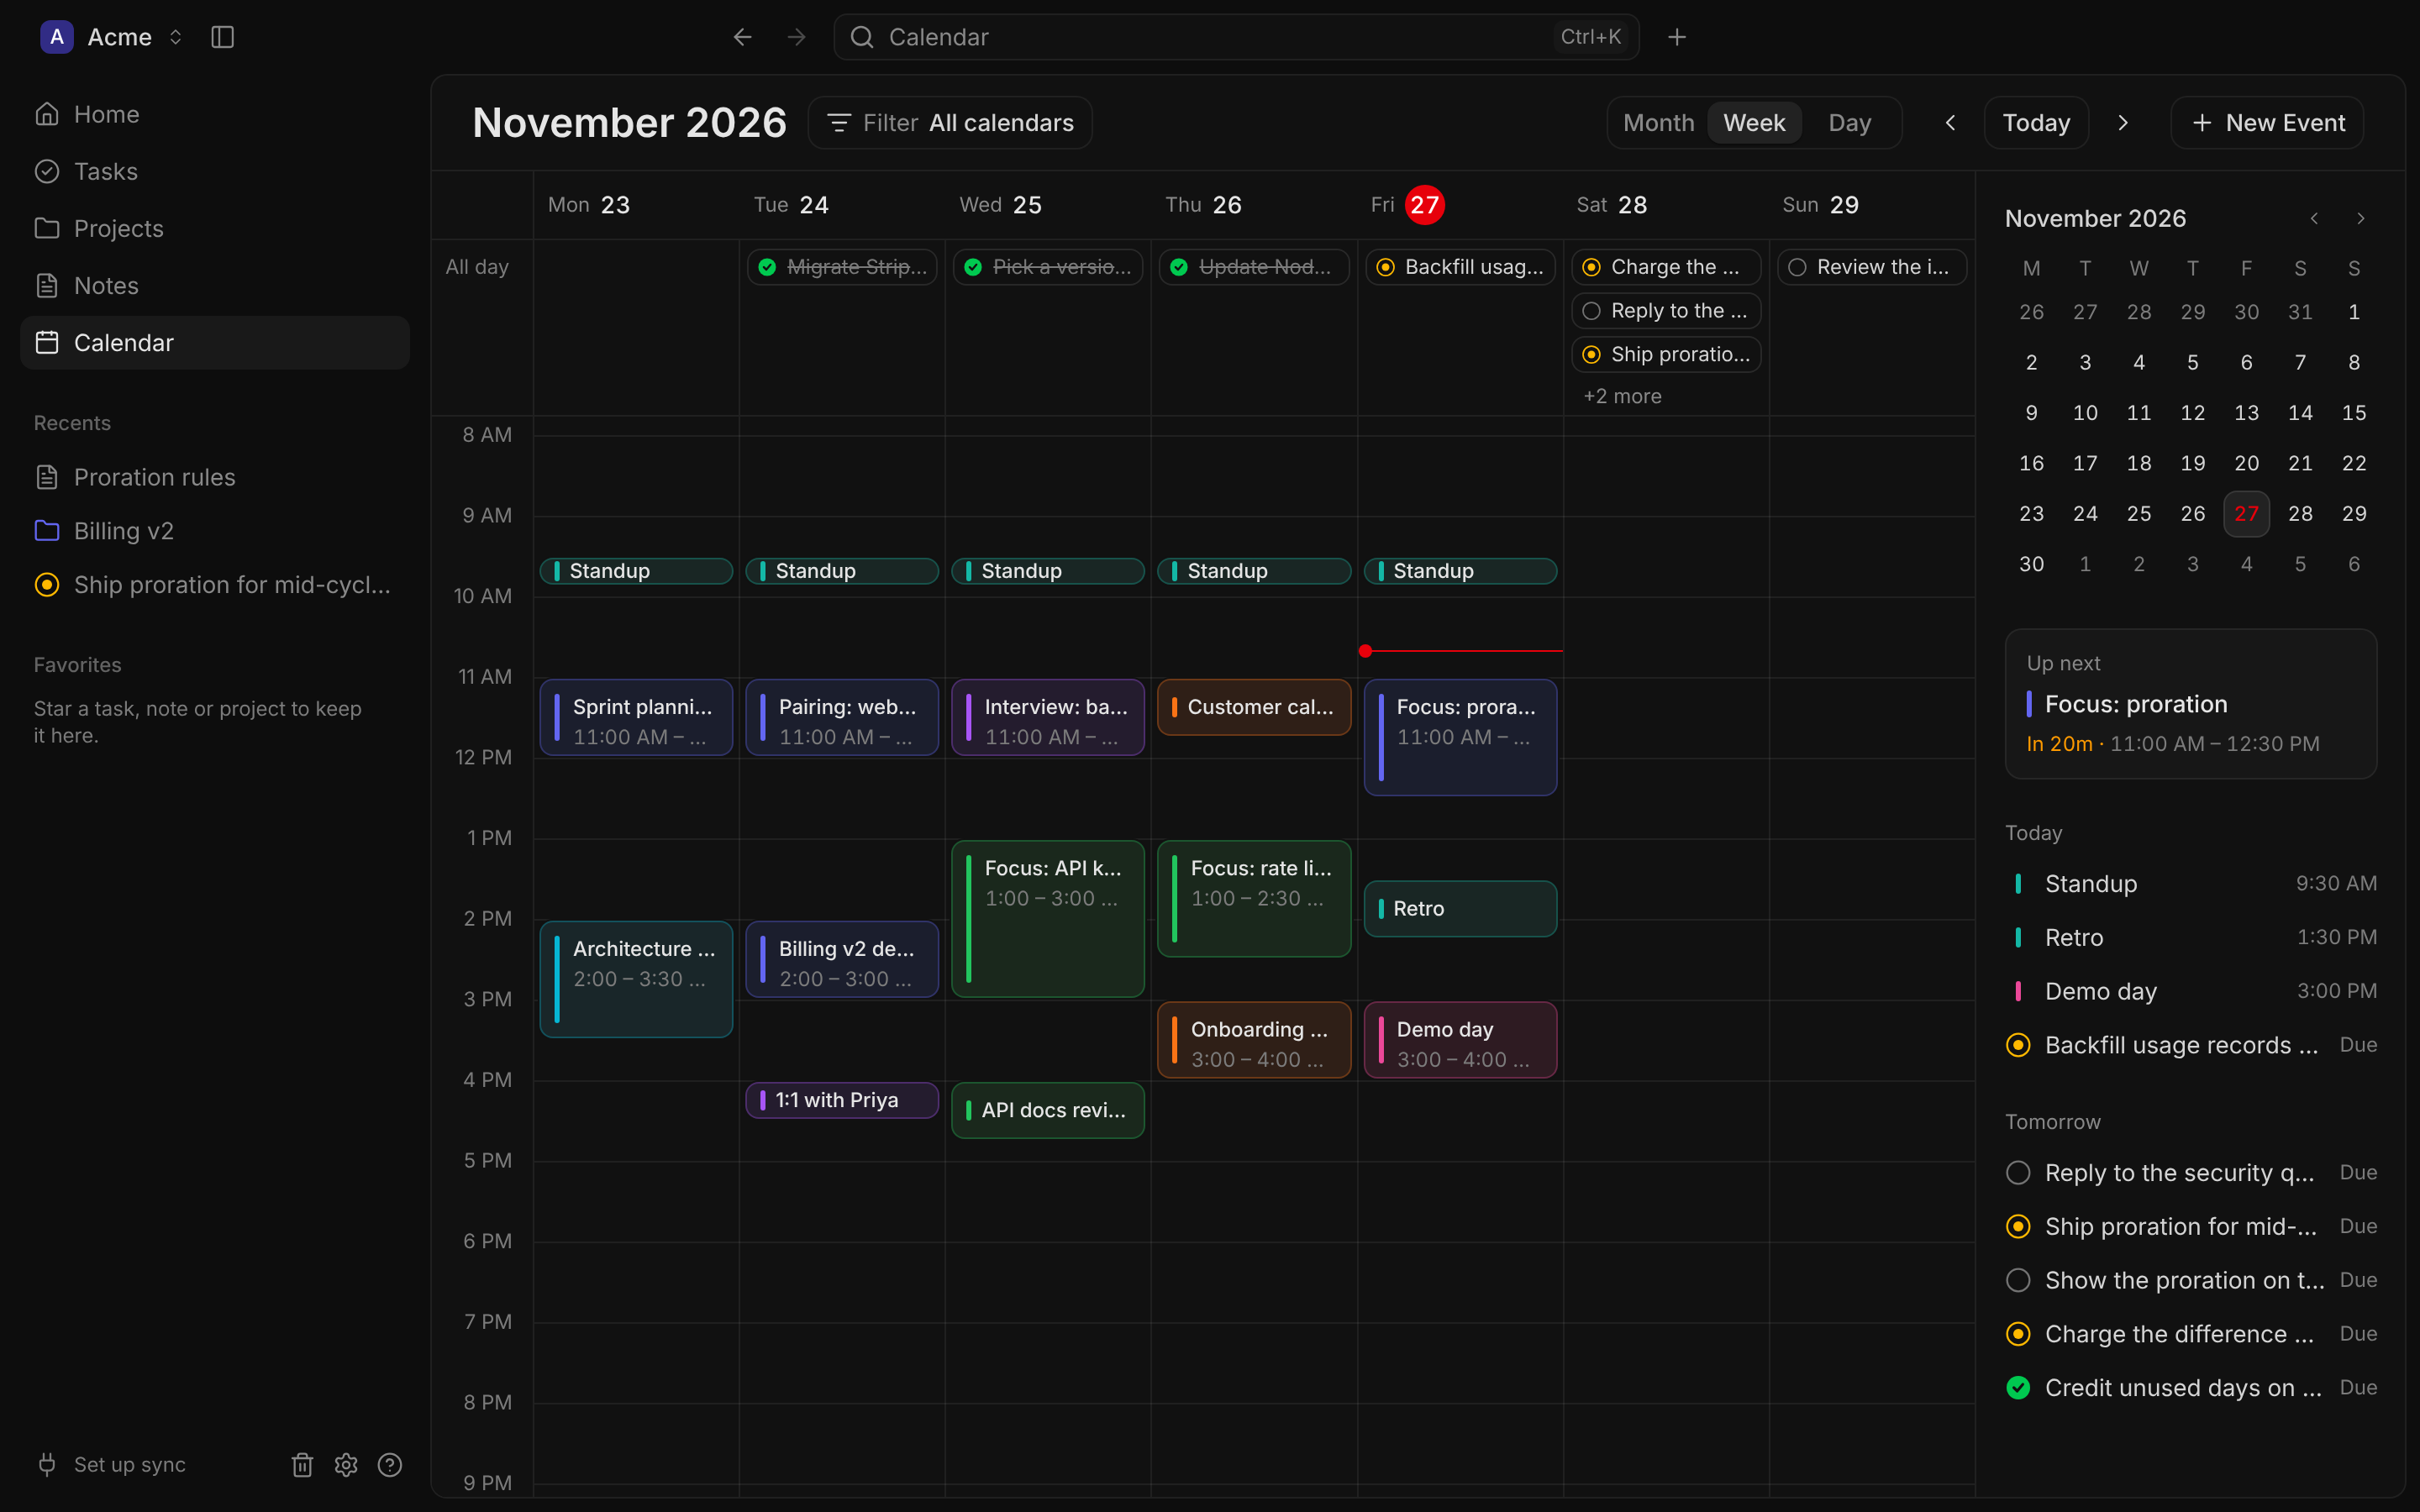 A Acme
Calendar Ctrl+K
Home
Tasks
Projects
Notes
Calendar
Recents
Proration rules
Billing v2
Ship proration for mid-cycl...
Favorites
Star a task, note or project to keep
it here.
Set up sync
November 2026 Filter All calendars Month Week Day Today New Event
Mon 23 Tue 24 Wed 25 Thu 26 Fri 27 Sat 28 Sun 29
All day Migrate Strip... Pick a versio... Update Nod... Backfill usag... Charge the ... Review the i...
Reply to the ...
Ship proratio...
+2 more
8 AM
9 AM
Standup Standup Standup Standup Standup
10 AM
11 AM
Sprint planni... Pairing: web... Interview: ba... Customer cal... Focus: prora...
11:00 AM – ... 11:00 AM – ... 11:00 AM – ... 11:00 AM – ...
12 PM
1 PM
Focus: API k... Focus: rate li...
1:00 – 3:00 ... 1:00 – 2:30 ...
Retro
2 PM
Architecture ... Billing v2 de...
2:00 – 3:30 ... 2:00 – 3:00 ...
3 PM
Onboarding ... Demo day
3:00 – 4:00 ... 3:00 – 4:00 ...
4 PM
1:1 with Priya API docs revi...
5 PM
6 PM
7 PM
8 PM
9 PM
November 2026
M T W T F S S
26 27 28 29 30 31 1
2 3 4 5 6 7 8
9 10 11 12 13 14 15
16 17 18 19 20 21 22
23 24 25 26 27 28 29
30 1 2 3 4 5 6
Up next
Focus: proration
In 20m · 11:00 AM – 12:30 PM
Today
Standup 9:30 AM
Retro 1:30 PM
Demo day 3:00 PM
Backfill usage records ... Due
Tomorrow
Reply to the security q... Due
Ship proration for mid-... Due
Show the proration on t... Due
Charge the difference ... Due
Credit unused days on ... Due